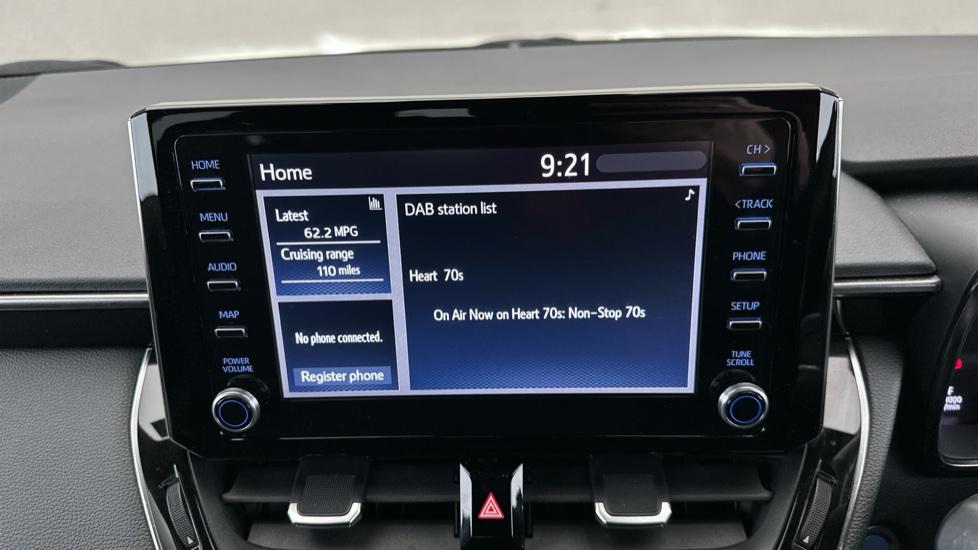 HOME
MENU
AUDIO
MAP
POWER
VOLUME
Home
9:21
Latest
62.2 MPG
Cruising range
110 miles
No phone connected.
Register phone
DAB station list
Heart 70s
On Air Now on Heart 70s: Non-Stop 70s
CH >
<TRACK
PHONE
SETUP
TUNE
SCROLL